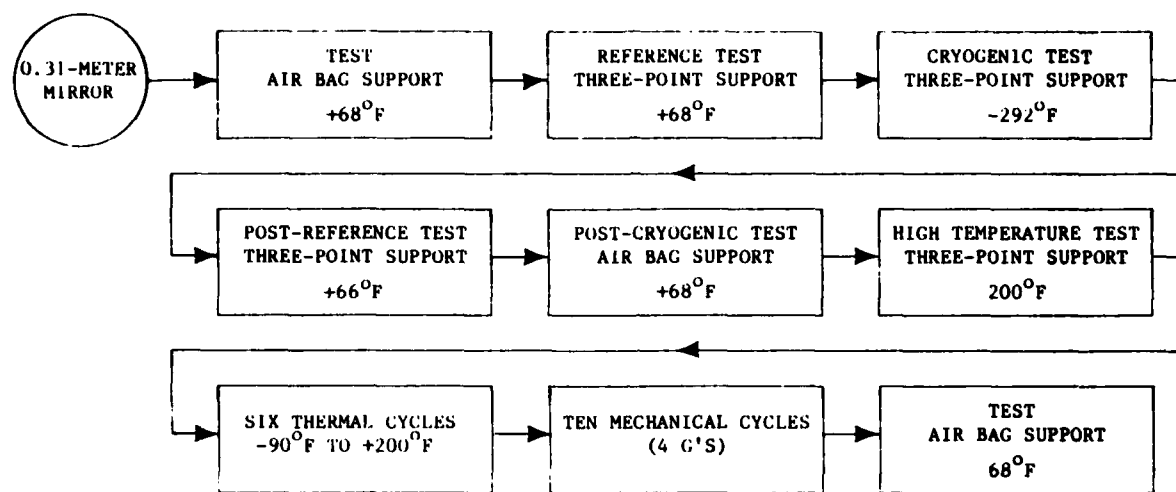 0.31-METER
MIRROR
TEST
AIR BAG SUPPORT
+68°F
REFERENCE TEST
THREE-POINT SUPPORT
+68°F
CRYOGENIC TEST
THREE-POINT SUPPORT
-292°F
POST-REFERENCE TEST
THREE-POINT SUPPORT
+66°F
POST-CRYOGENIC TEST
AIR BAG SUPPORT
+68°F
HIGH TEMPERATURE TEST
THREE-POINT SUPPORT
200°F
SIX THERMAL CYCLES
-90°F TO +200°F
TEN MECHANICAL CYCLES
(4 G'S)
TEST
AIR BAG SUPPORT
68°F